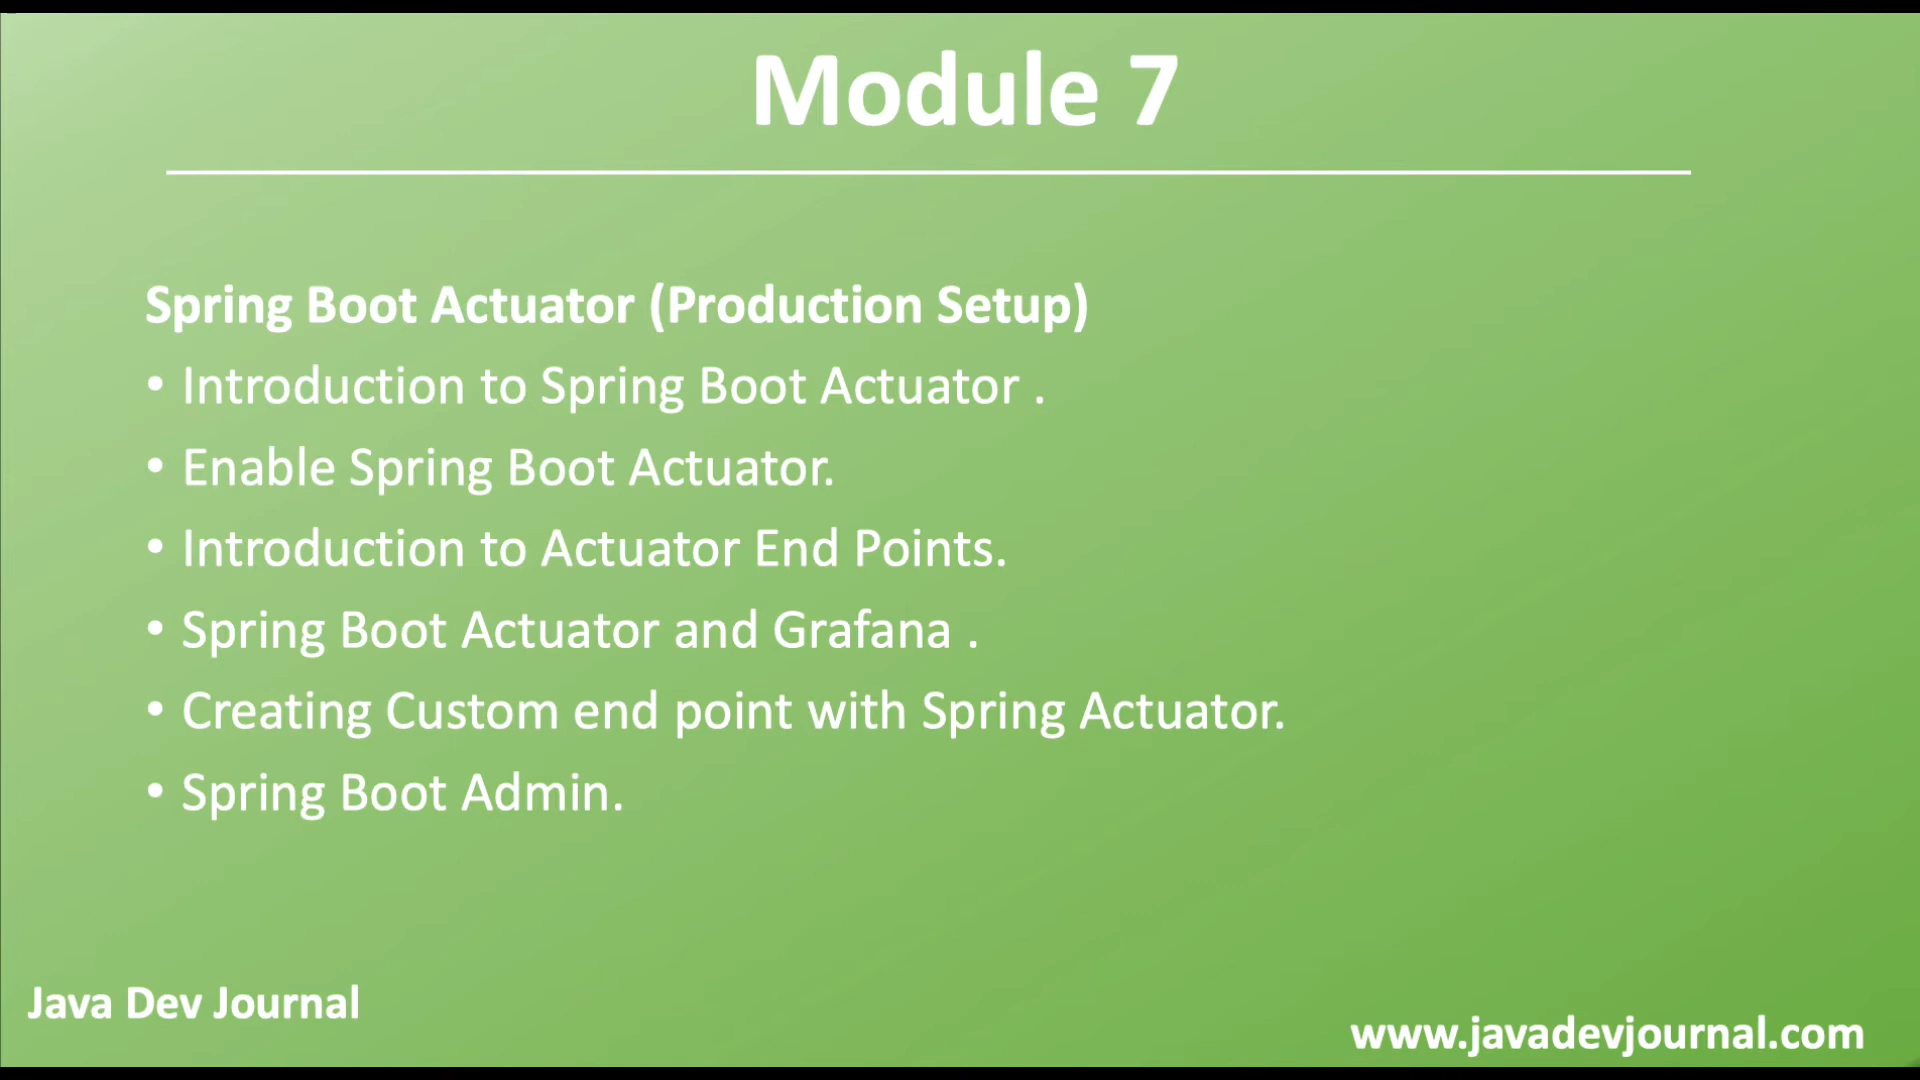 Module 7
Spring Boot Actuator (Production Setup)
• Introduction to Spring Boot Actuator .
• Enable Spring Boot Actuator.
• Introduction to Actuator End Points.
• Spring Boot Actuator and Grafana .
• Creating Custom end point with Spring Actuator.
• Spring Boot Admin.
Java Dev Journal
www.javadevjournal.com